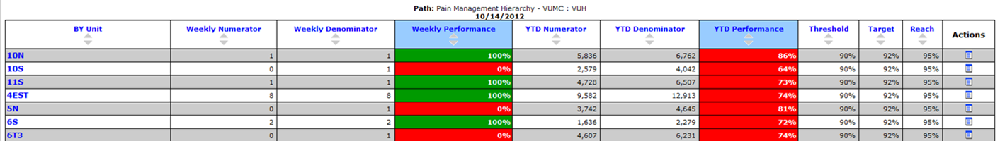 Path: Pain Management Hierarchy - VUMC : VUH
10/14/2012
BY Unit Weekly Numerator Weekly Denominator Weekly Performance YTD Numerator YTD Denominator YTD Performance Threshold Target Reach Actions
10N 1 1 100% 5,836 6,762 86% 90% 92% 95%
10S 0 1 0% 2,579 4,042 64% 90% 92% 95%
11S 1 1 100% 4,728 6,507 73% 90% 92% 95%
4EST 8 8 100% 9,582 12,913 74% 90% 92% 95%
5N 0 1 0% 3,742 4,645 81% 90% 92% 95%
6S 2 2 100% 1,636 2,279 72% 90% 92% 95%
6T3 0 1 0% 4,607 6,231 74% 90% 92% 95%